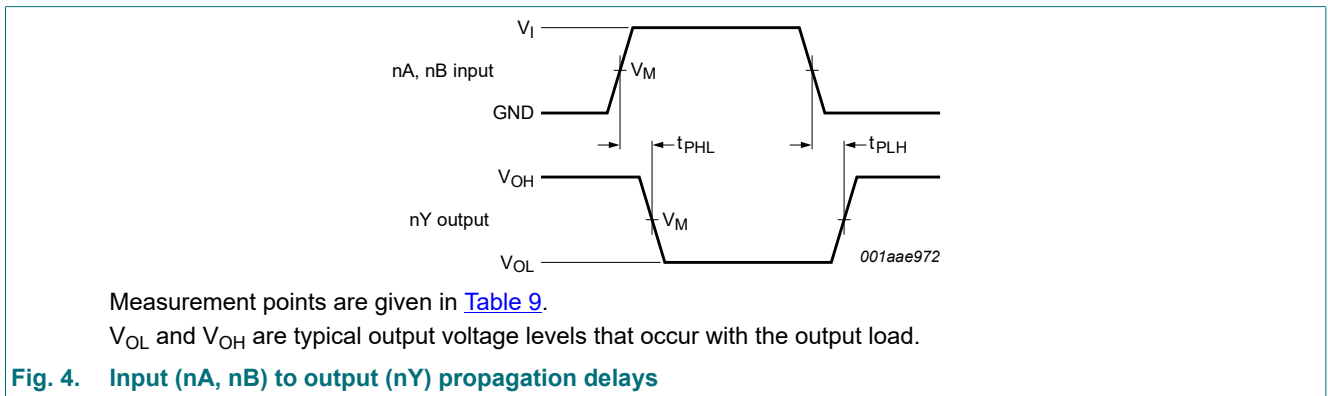 VI
nA, nB input
VM
GND
tPHL
tPLH
VOH
nY output
VM
VOL
001aae972
Measurement points are given in Table 9.
VOL and VOH are typical output voltage levels that occur with the output load.
Fig. 4. Input (nA, nB) to output (nY) propagation delays